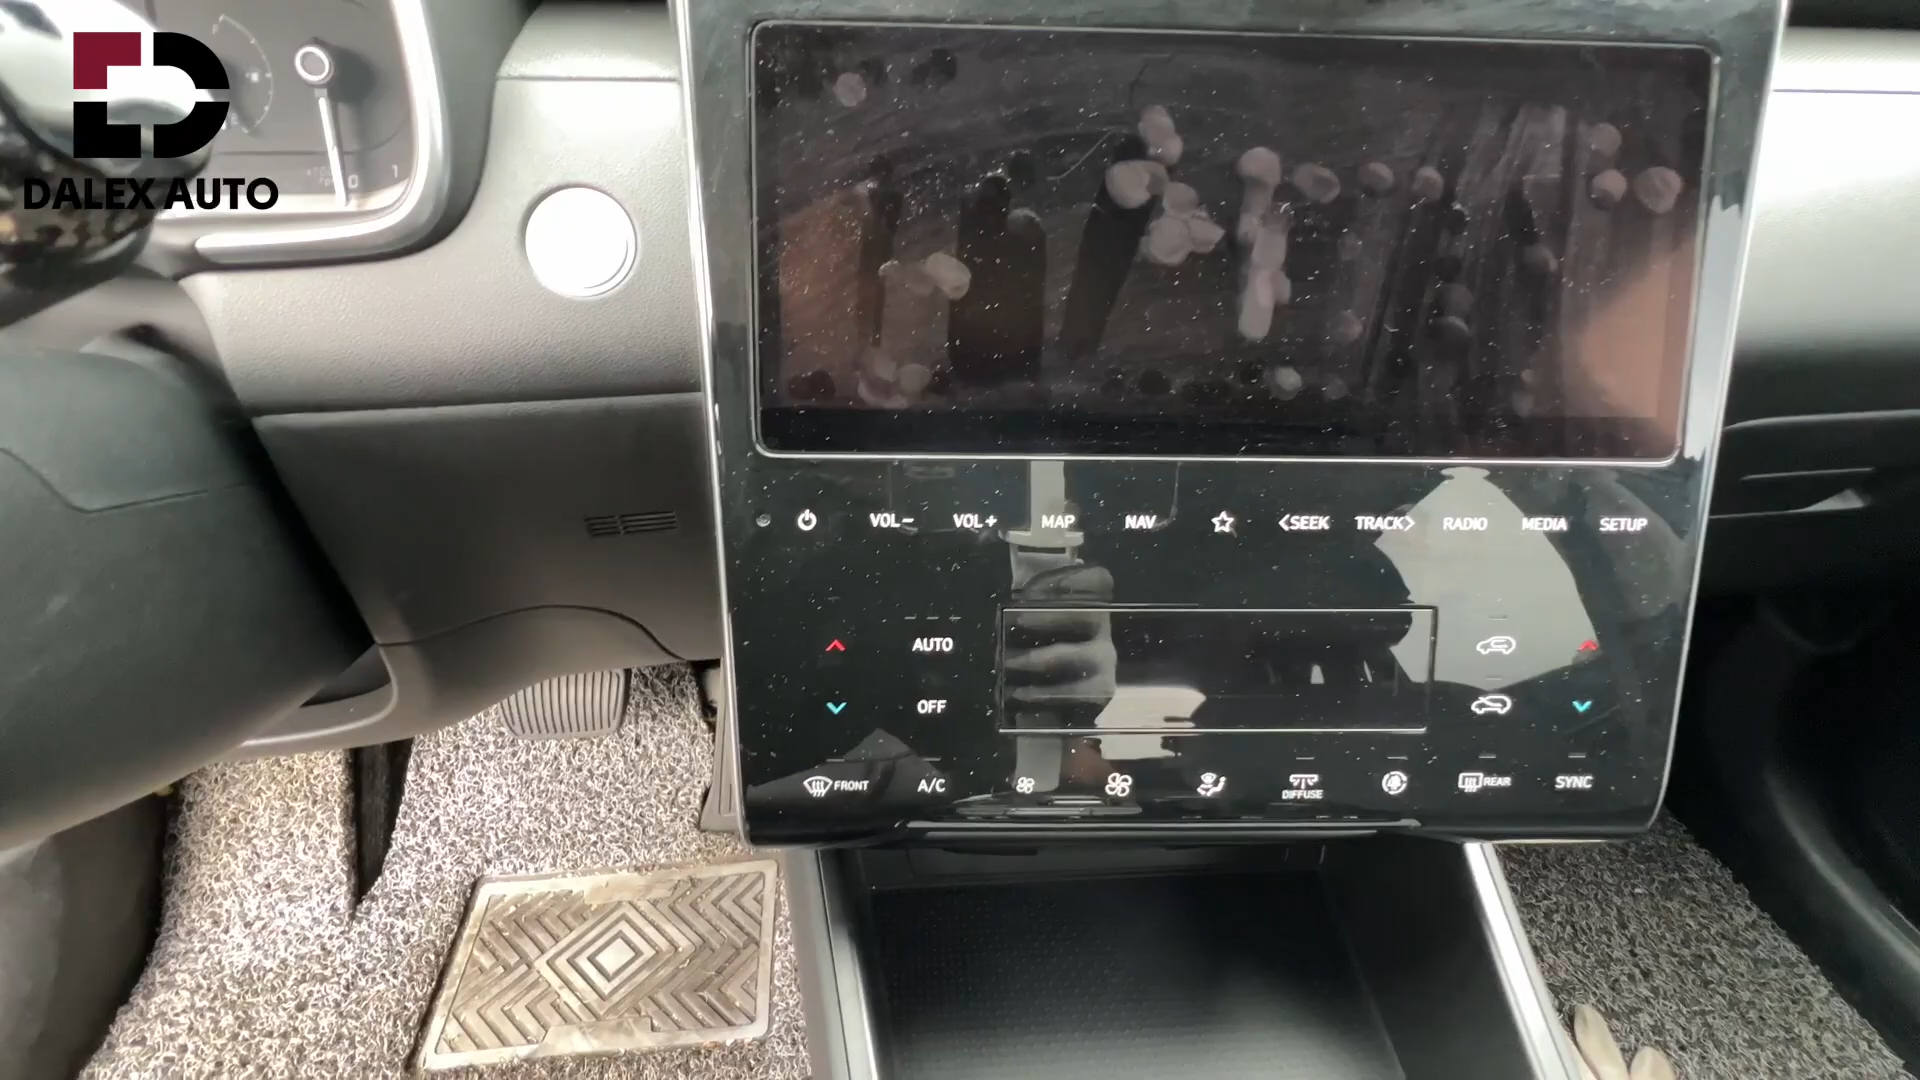 DALEX AUTO
VOL−
VOL+
MAP
NAV
<SEEK
TRACK>
RADIO
MEDIA
SETUP
AUTO
OFF
FRONT
A/C
DIFFUSE
REAR
SYNC